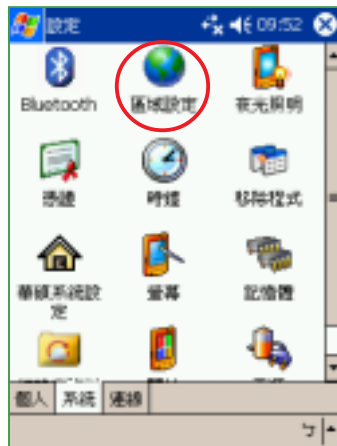 設定 09:52
Bluetooth 區域設定 夜光照明
憑證 時鐘 移除程式
華碩系統設
定
螢幕 記憶體
個人 系統 連線
ㄅ